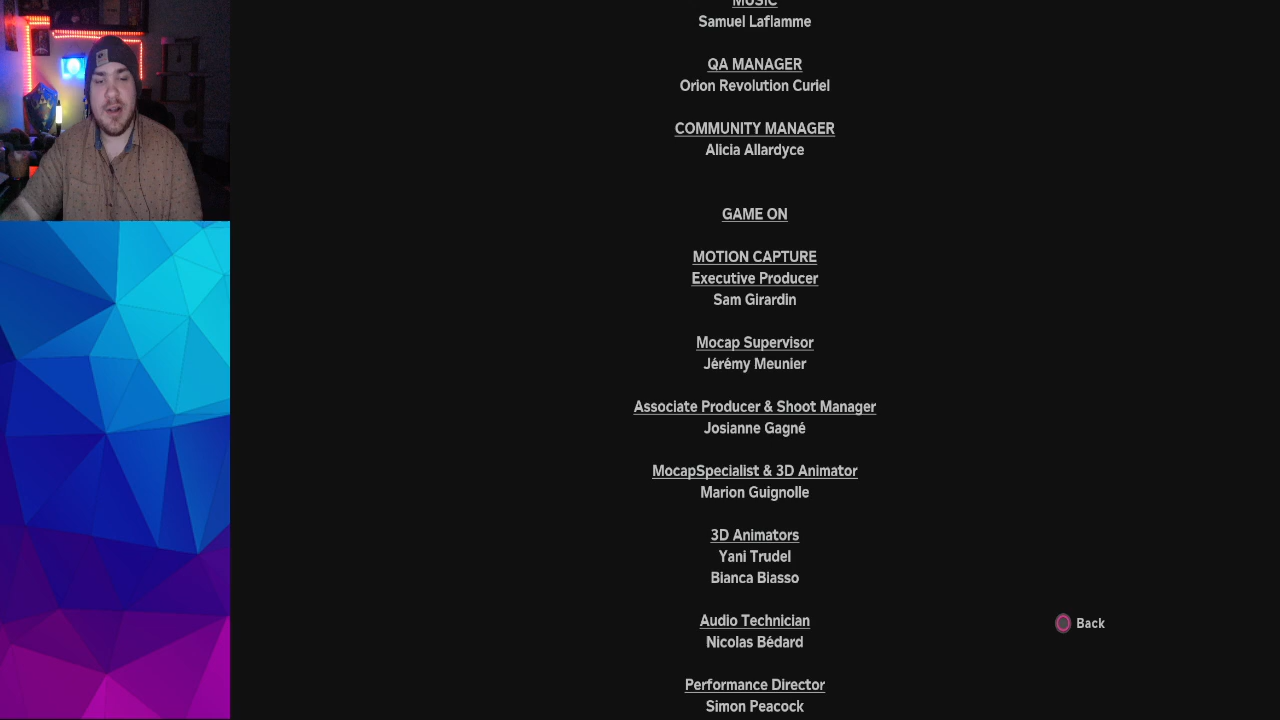 MUSIC
Samuel Laflamme
QA MANAGER
Orion Revolution Curiel
COMMUNITY MANAGER
Alicia Allardyce
GAME ON
MOTION CAPTURE
Executive Producer
Sam Girardin
Mocap Supervisor
Jérémy Meunier
Associate Producer & Shoot Manager
Josianne Gagné
MocapSpecialist & 3D Animator
Marion Guignolle
3D Animators
Yani Trudel
Bianca Biasso
Audio Technician
Nicolas Bédard
Back
Performance Director
Simon Peacock